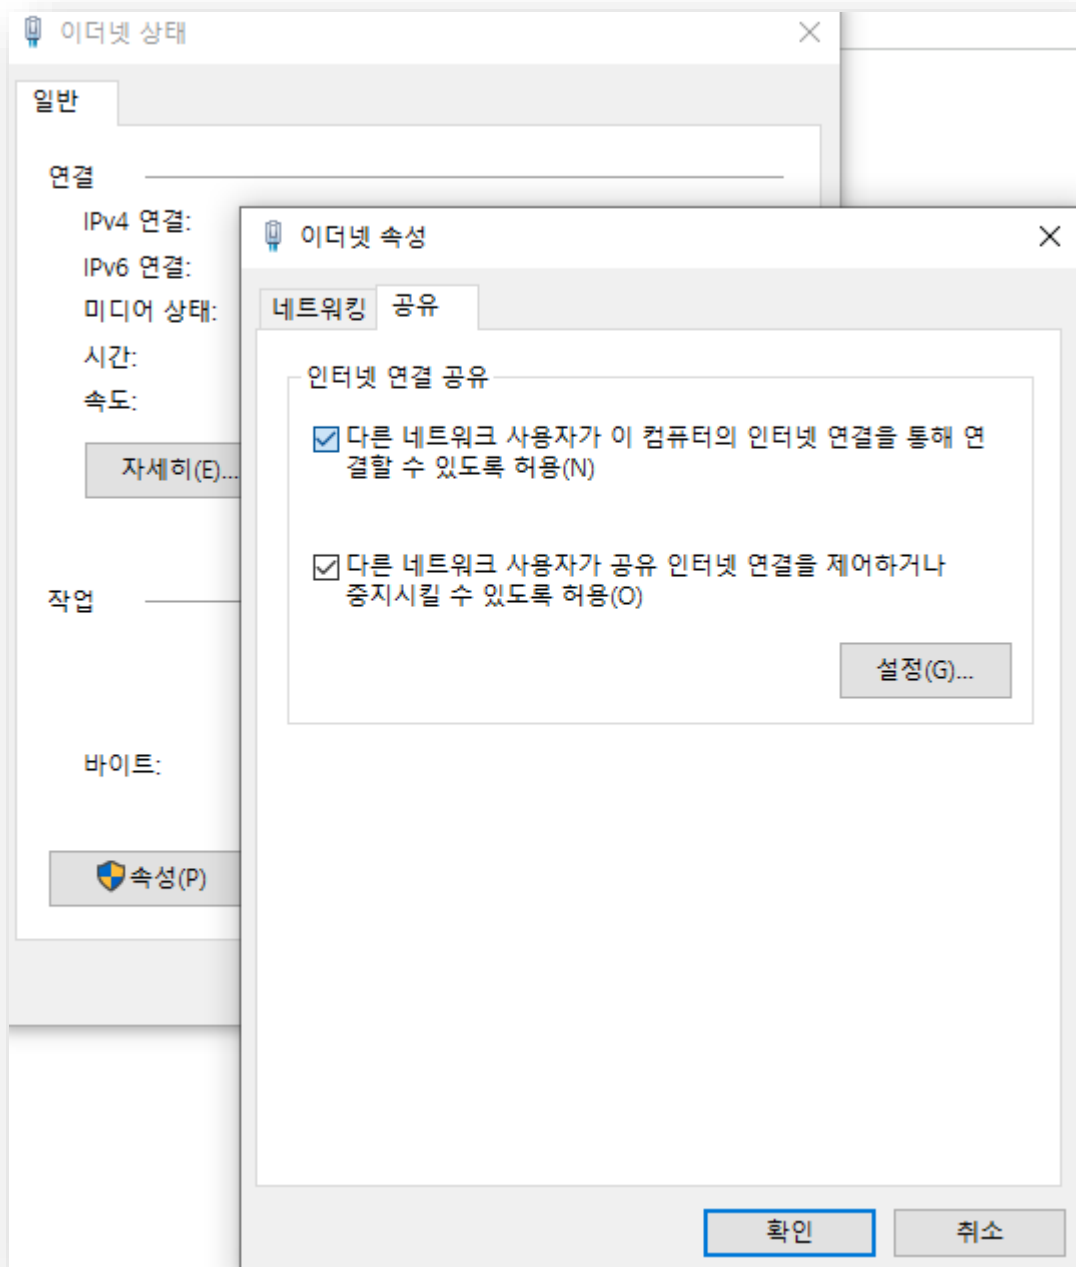 이더넷 상태
일반
연결
IPv4 연결:
IPv6 연결:
미디어 상태:
시간:
속도:
자세히(E)...
작업
바이트:
속성(P)
이더넷 속성
네트워킹
공유
인터넷 연결 공유
다른 네트워크 사용자가 이 컴퓨터의 인터넷 연결을 통해 연
결할 수 있도록 허용(N)
다른 네트워크 사용자가 공유 인터넷 연결을 제어하거나
중지시킬 수 있도록 허용(O)
설정(G)...
확인
취소